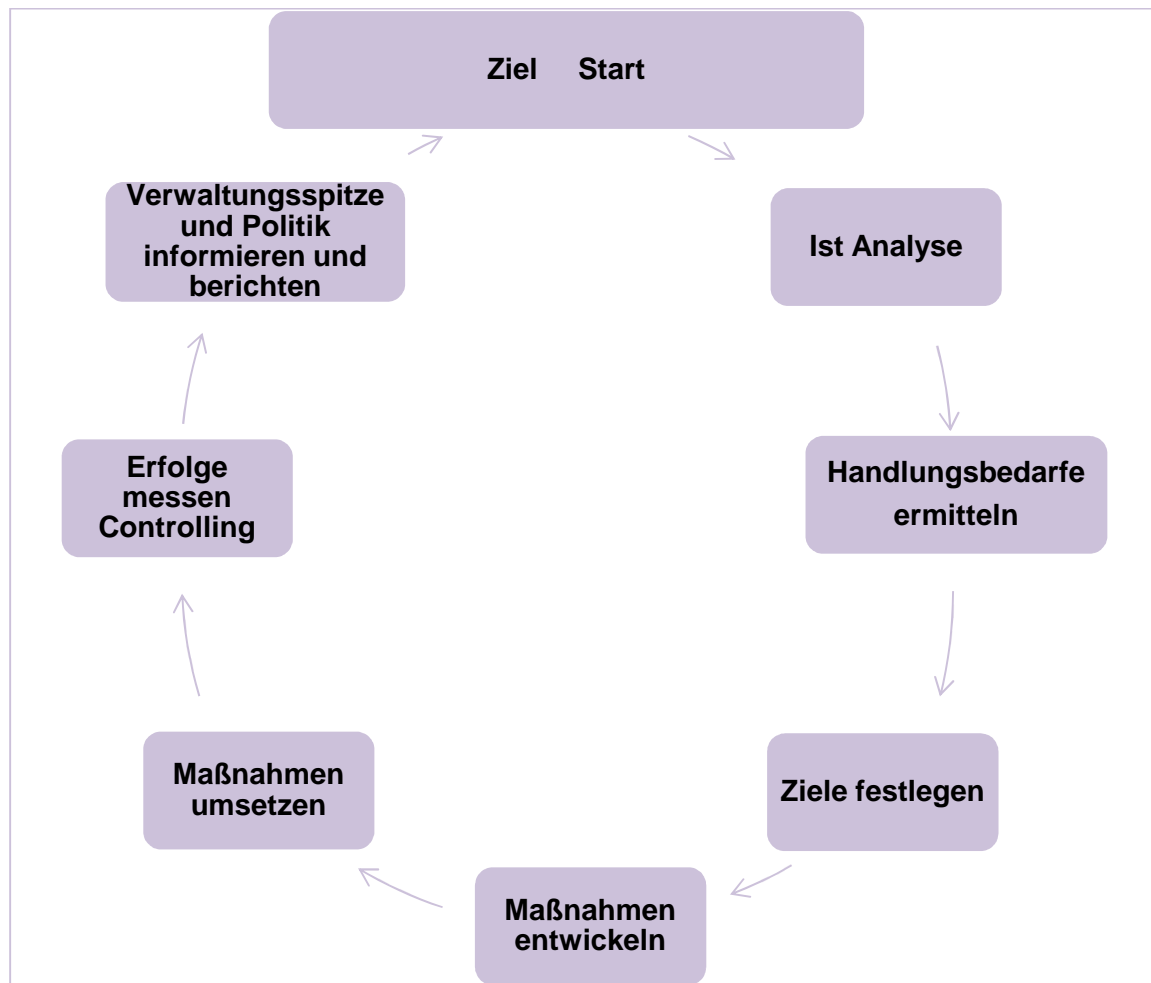 Ziel Start
Ist Analyse
Handlungsbedarfe
ermitteln
Ziele festlegen
Maßnahmen
entwickeln
Maßnahmen
umsetzen
Erfolge
messen
Controlling
Verwaltungsspitze
und Politik
informieren und
berichten